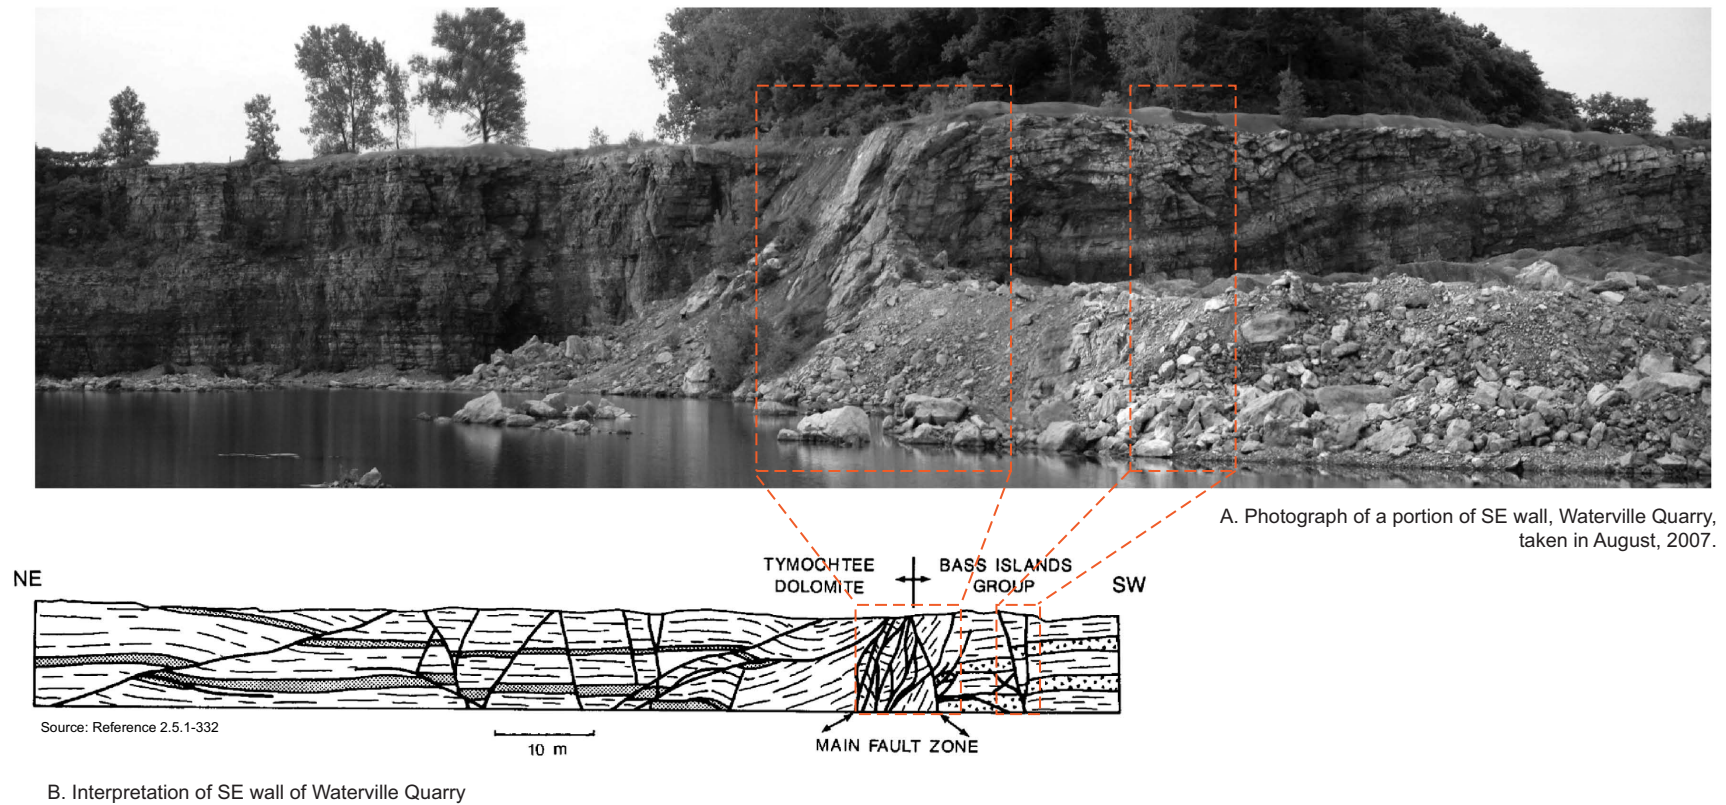 A. Photograph of a portion of SE wall, Waterville Quarry,
taken in August, 2007.
TYMOCHTEE
DOLOMITE
BASS ISLANDS
GROUP
NE
SW
Source: Reference 2.5.1-332
10 m
MAIN FAULT ZONE
B. Interpretation of SE wall of Waterville Quarry